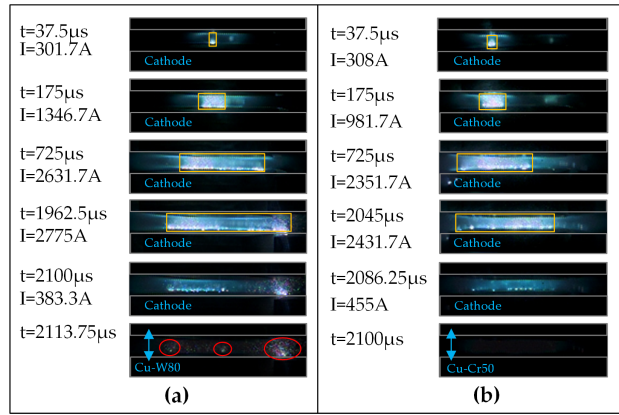 t=37.5μs
I=301.7A
Cathode
t=175μs
I=1346.7A
Cathode
t=725μs
I=2631.7A
Cathode
t=1962.5μs
I=2775A
Cathode
t=2100μs
I=383.3A
Cathode
t=2113.75μs
Cu-W80
(a)
t=37.5μs
I=308A
Cathode
t=175μs
I=981.7A
Cathode
t=725μs
I=2351.7A
Cathode
t=2045μs
I=2431.7A
Cathode
t=2086.25μs
I=455A
Cathode
t=2100μs
Cu-Cr50
(b)